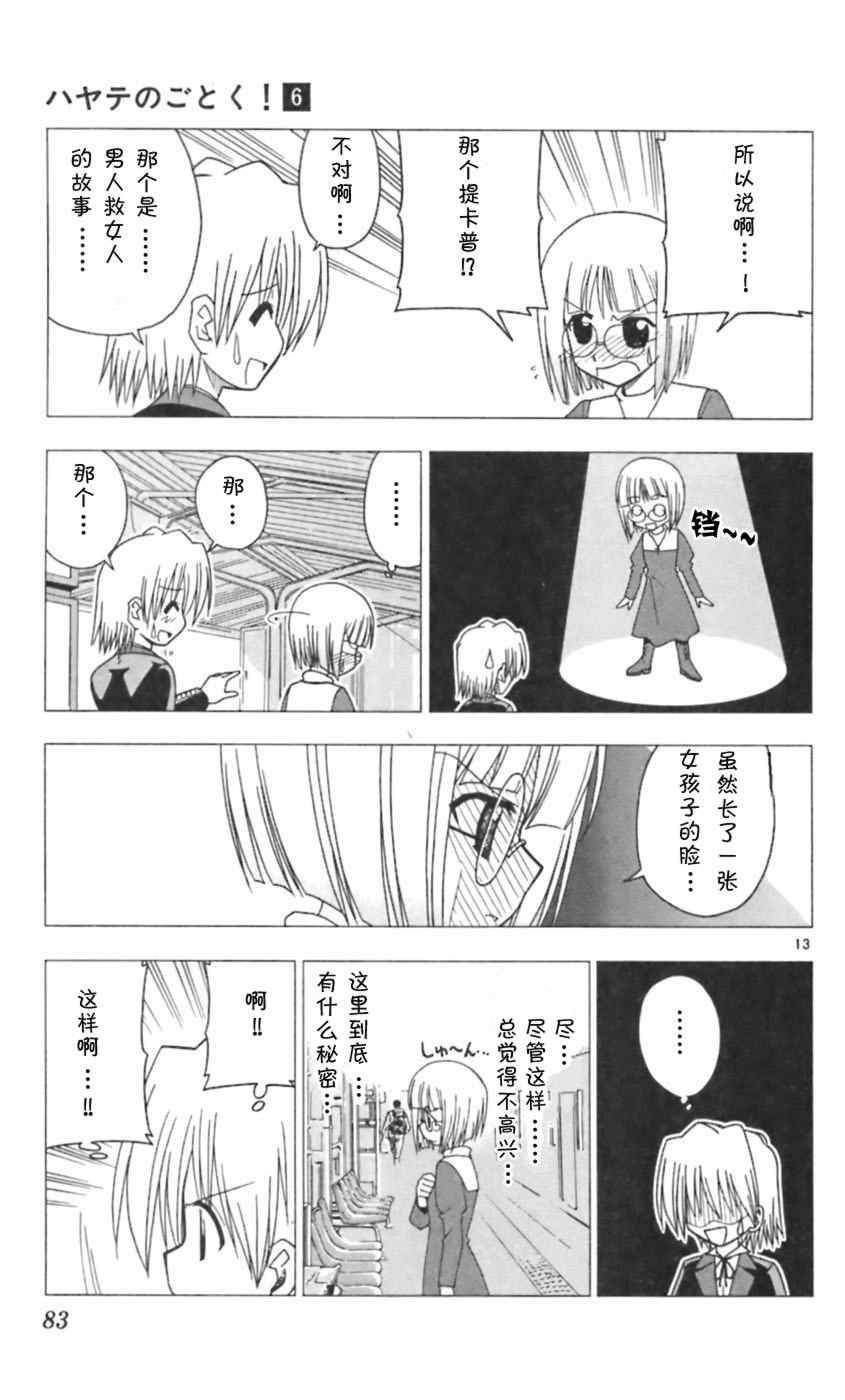 ハヤテのごとく！6
所以说啊…！
那个提卡普!?
不对啊…
那个是……
男人救女人
的故事……
铛~~
……
那…
那个…
虽然长了一张
女孩子的脸…
13
……
尽…
尽管这样……
总觉得不高兴…
しゅ〜ん…
这里到底…
有什么秘密…
啊!!
这样啊…!!
83